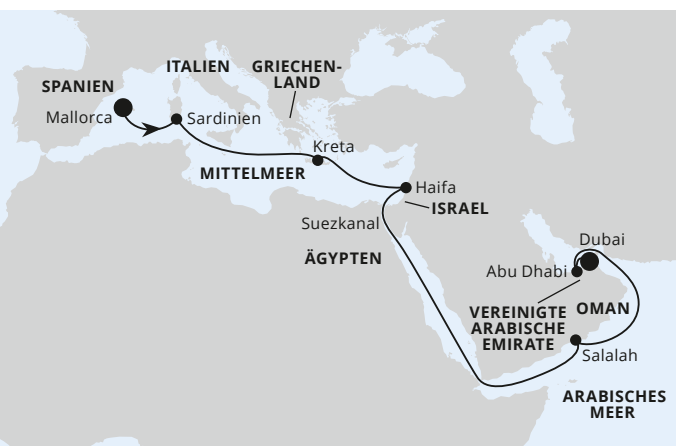 ITALIEN
GRIECHEN-
LAND
SPANIEN
Mallorca
Sardinien
Kreta
MITTELMEER
Haifa
ISRAEL
Suezkanal
ÄGYPTEN
Dubai
Abu Dhabi
VEREINIGTE
ARABISCHE
EMIRATE
OMAN
Salalah
ARABISCHES
MEER